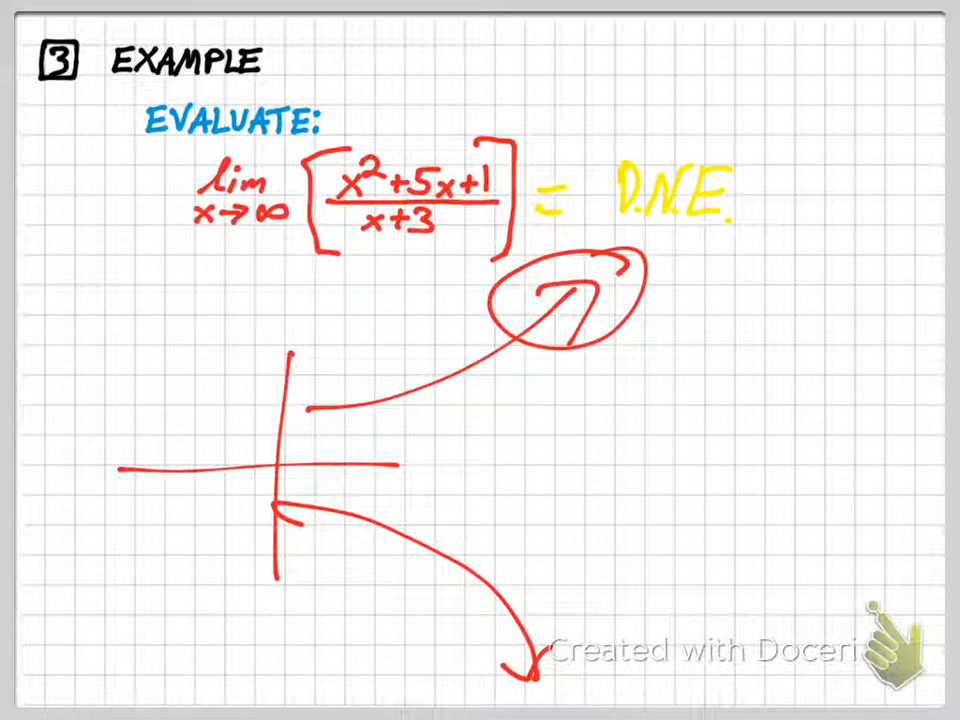 3 EXAMPLE
EVALUATE:
lim x→∞ [x²+5x+1 / x+3] = D.N.E.
Created with Doceri